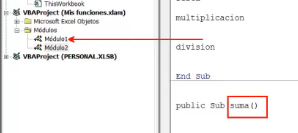 ThisWorkbook
VBAProject (Mis funciones.xlam)
Microsoft Excel Objetos
Módulos
Módulo1
Módulo2
VBAProject (PERSONAL.XLSB)
multiplicacion
division
End Sub
public Sub suma()